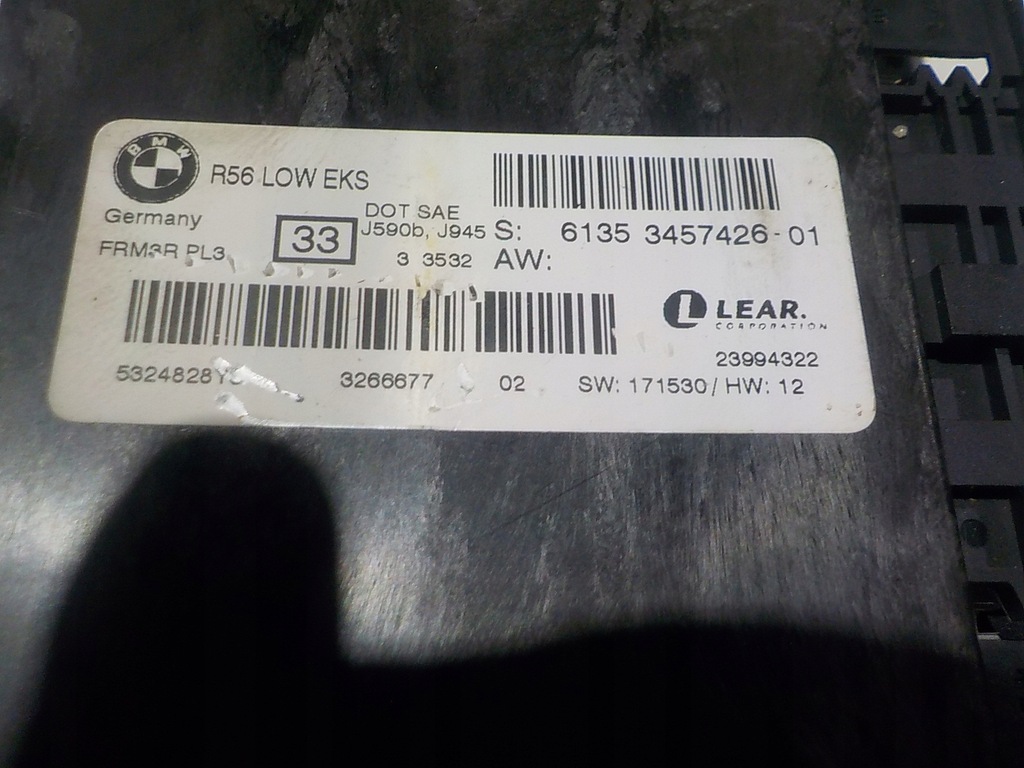 BMW
R56 LOW EKS
Germany
33
DOT SAE
J590b, J945
FRM3R PL3
3 3532
S: 6135 3457426-01
AW:
L LEAR.
CORPORATION
23994322
3266677
02
SW: 171530 / HW: 12